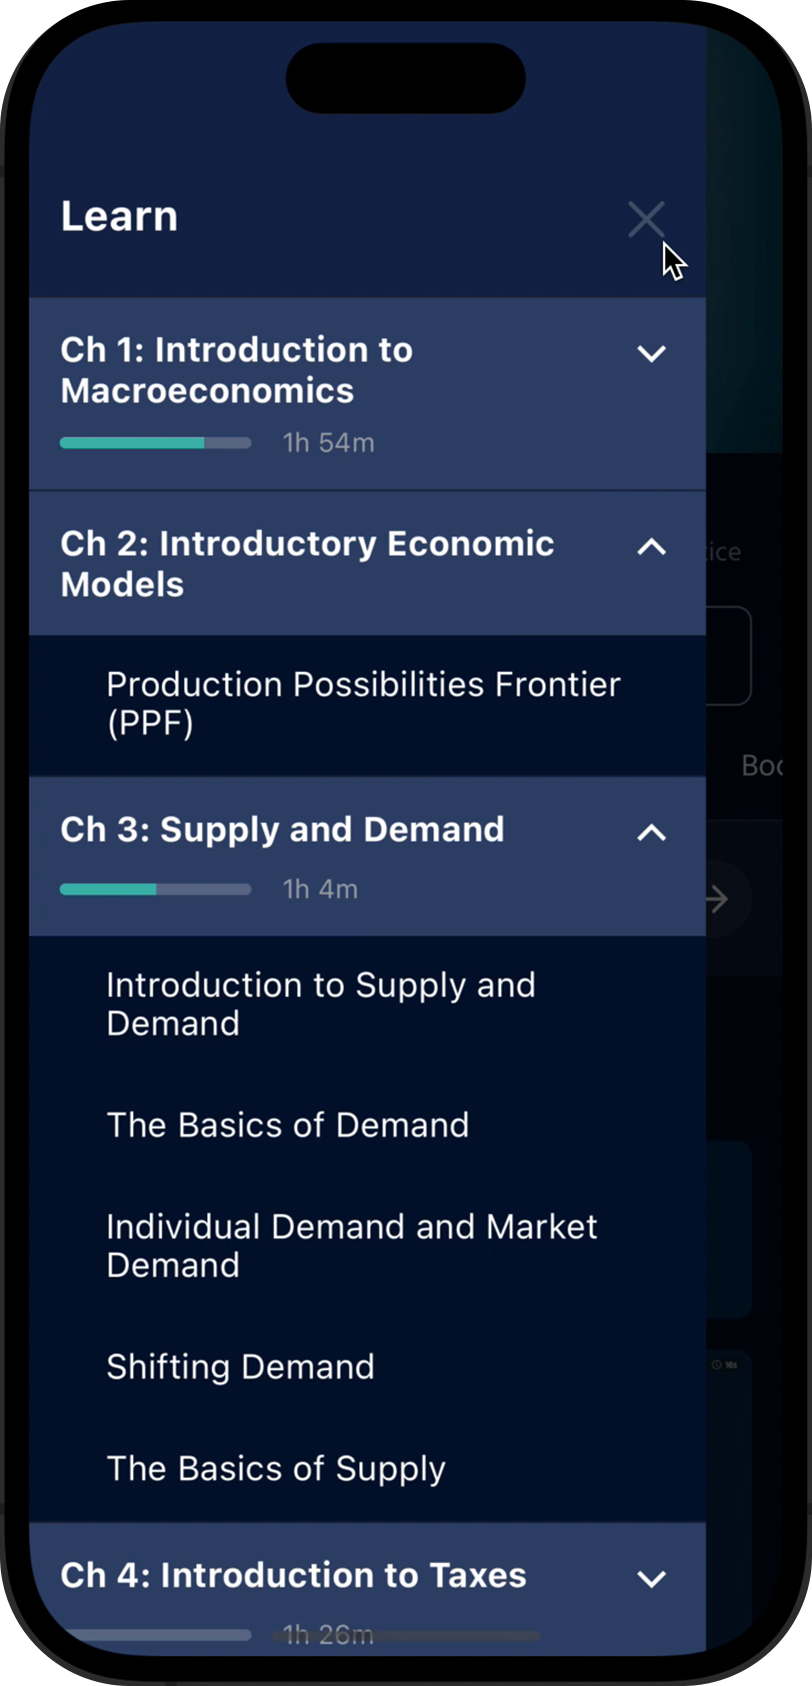 Learn
Ch 1: Introduction to
Macroeconomics
1h 54m
Ch 2: Introductory Economic
Models
Production Possibilities Frontier
(PPF)
Ch 3: Supply and Demand
1h 4m
Introduction to Supply and
Demand
The Basics of Demand
Individual Demand and Market
Demand
Shifting Demand
16s
The Basics of Supply
Ch 4: Introduction to Taxes
1h 26m